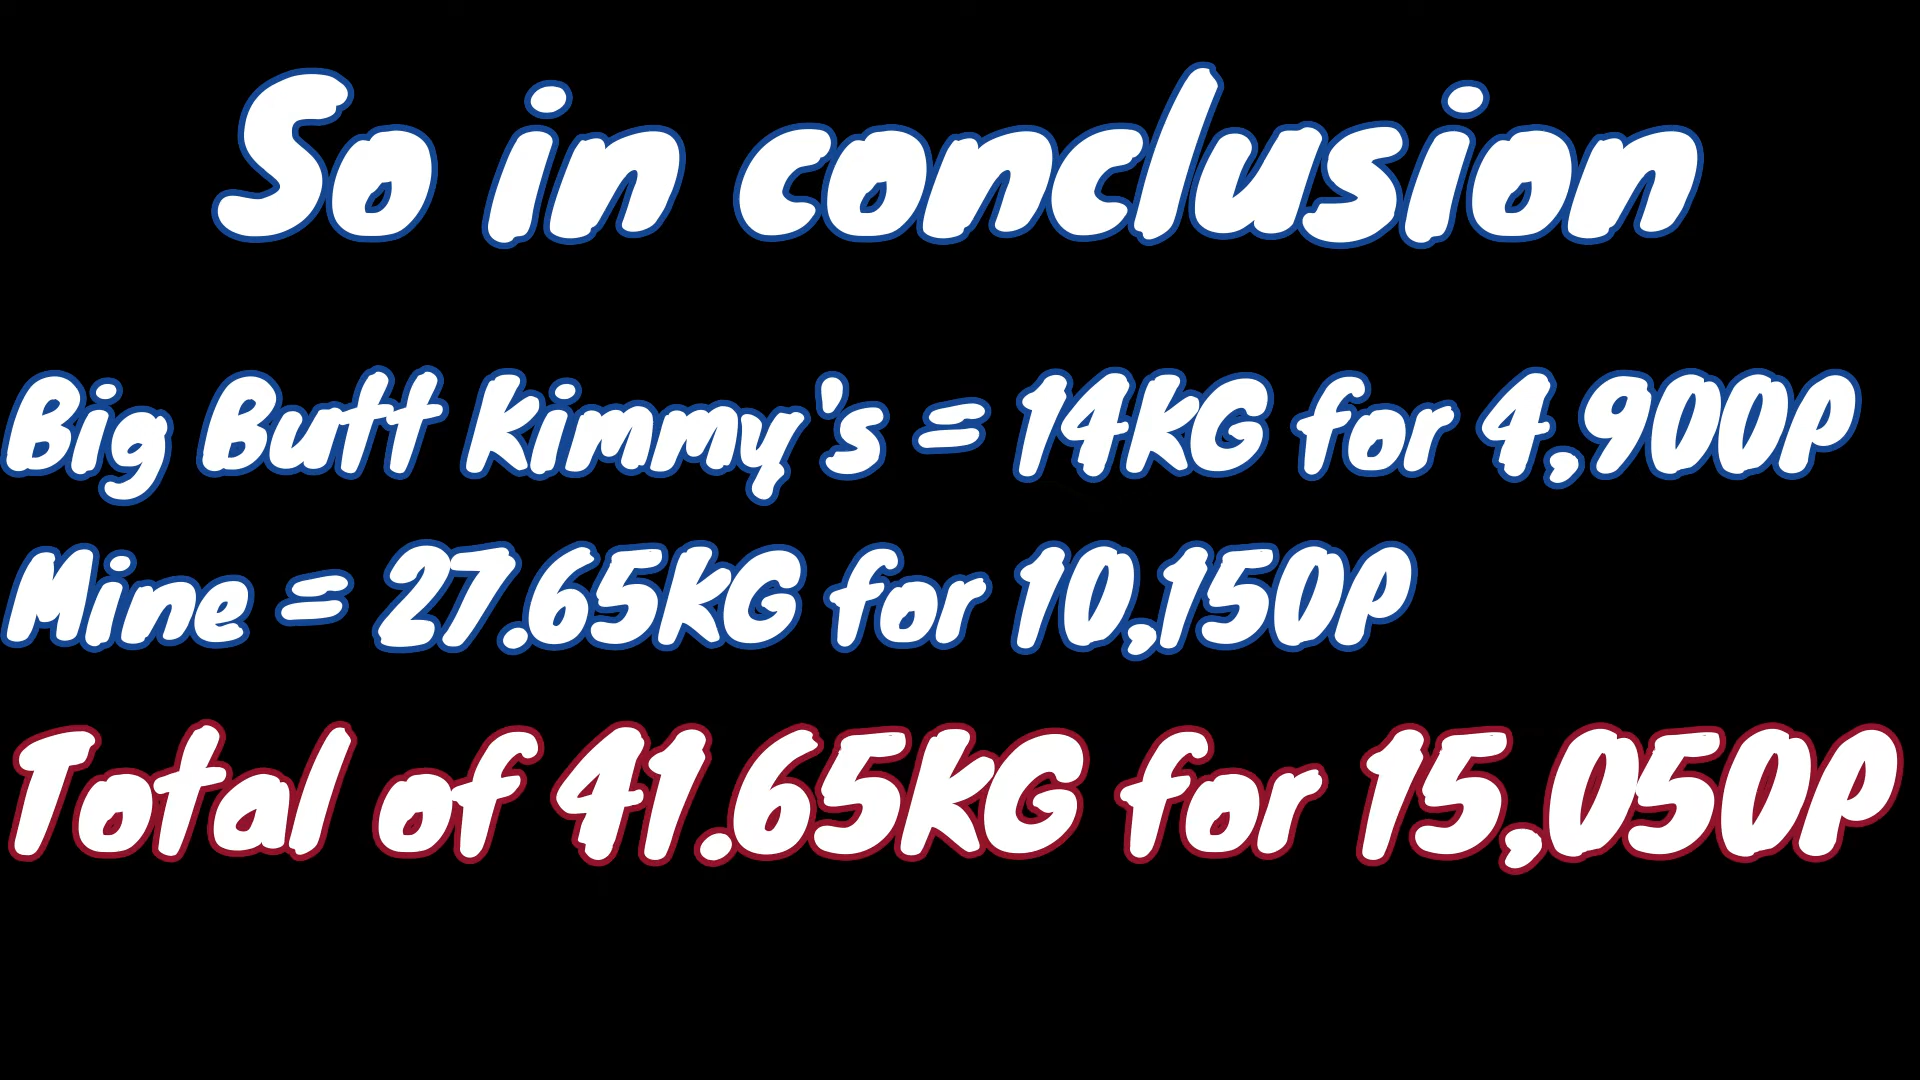 So in conclusion
Big Butt Kimmy's = 14KG for 4,900P
Mine = 27.65KG for 10,150P
Total of 41.65KG for 15,050P